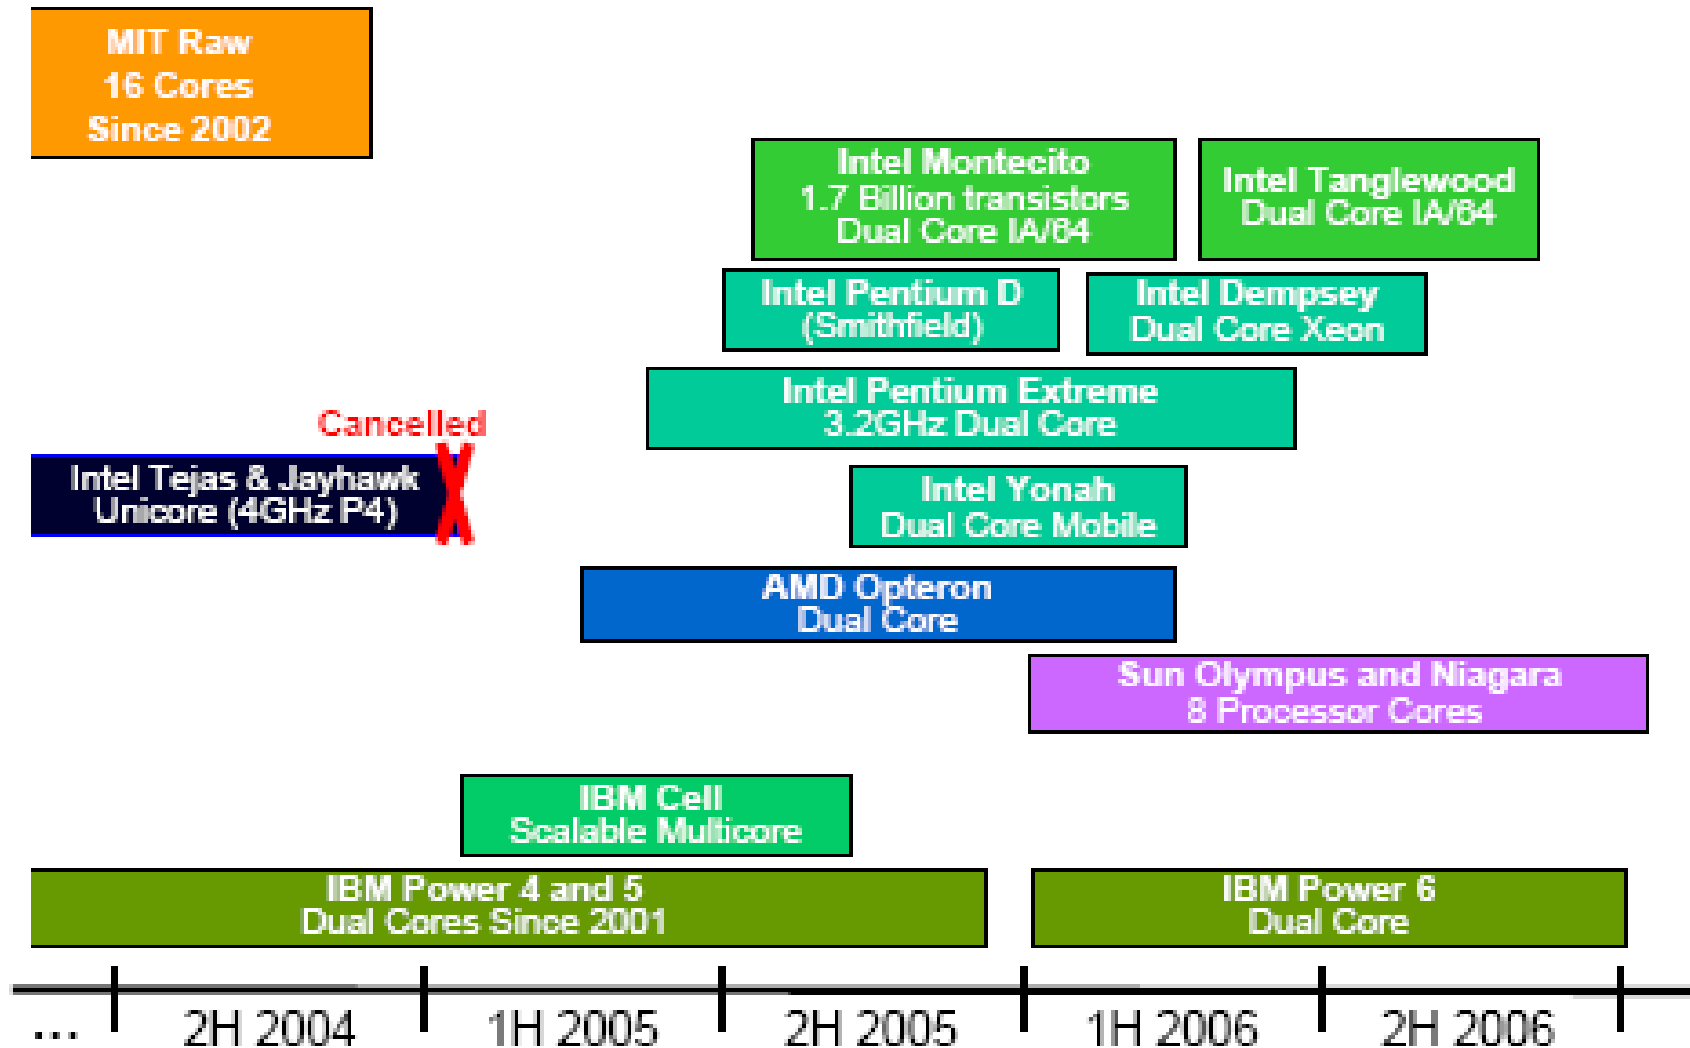 MIT Raw
16 Cores
Since 2002
Intel Montecito
1.7 Billion transistors
Dual Core IA/64
Intel Tanglewood
Dual Core IA/64
Intel Pentium D
(Smithfield)
Intel Dempsey
Dual Core Xeon
Intel Pentium Extreme
3.2GHz Dual Core
Cancelled
Intel Tejas & Jayhawk
Unicore (4GHz P4)
Intel Yonah
Dual Core Mobile
AMD Opteron
Dual Core
Sun Olympus and Niagara
8 Processor Cores
IBM Cell
Scalable Multicore
IBM Power 4 and 5
Dual Cores Since 2001
IBM Power 6
Dual Core
... 2H 2004 1H 2005 2H 2005 1H 2006 2H 2006